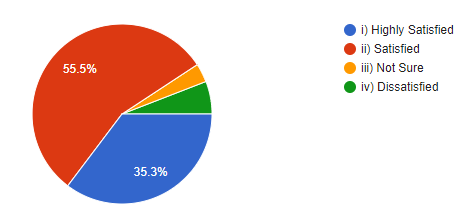 i) Highly Satisfied
ii) Satisfied
iii) Not Sure
iv) Dissatisfied
55.5%
35.3%